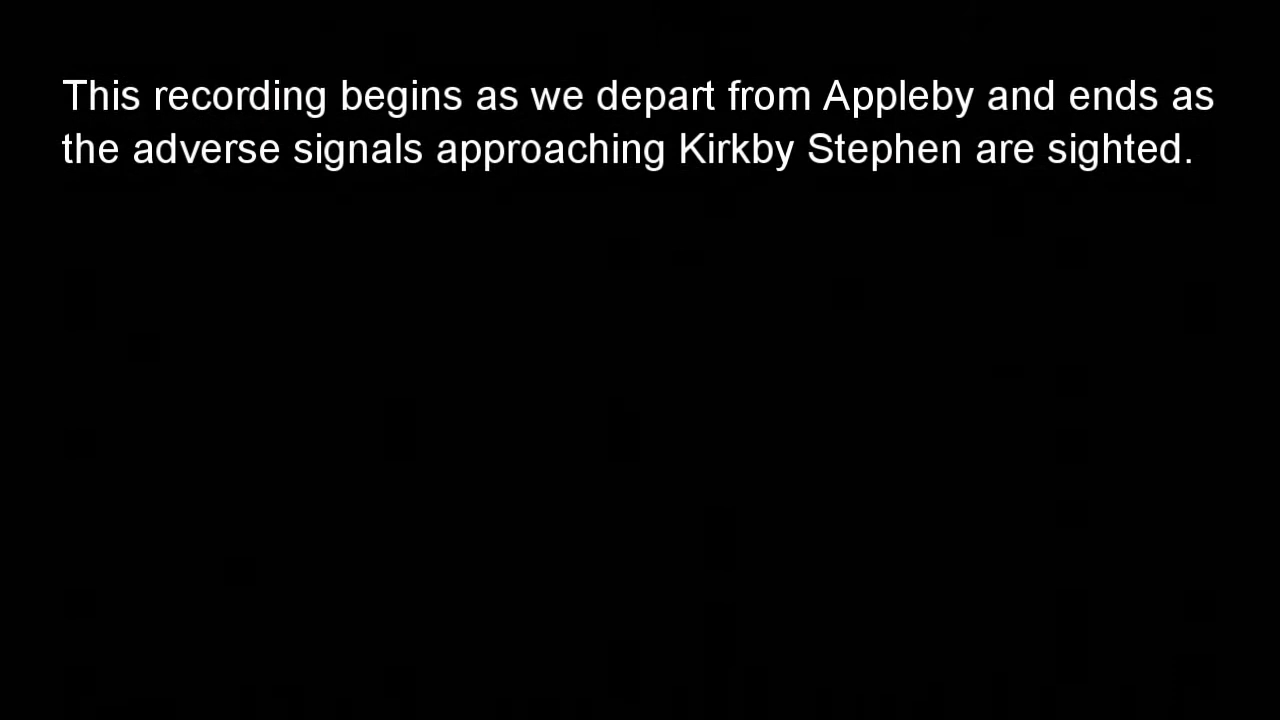 This recording begins as we depart from Appleby and ends as
the adverse signals approaching Kirkby Stephen are sighted.